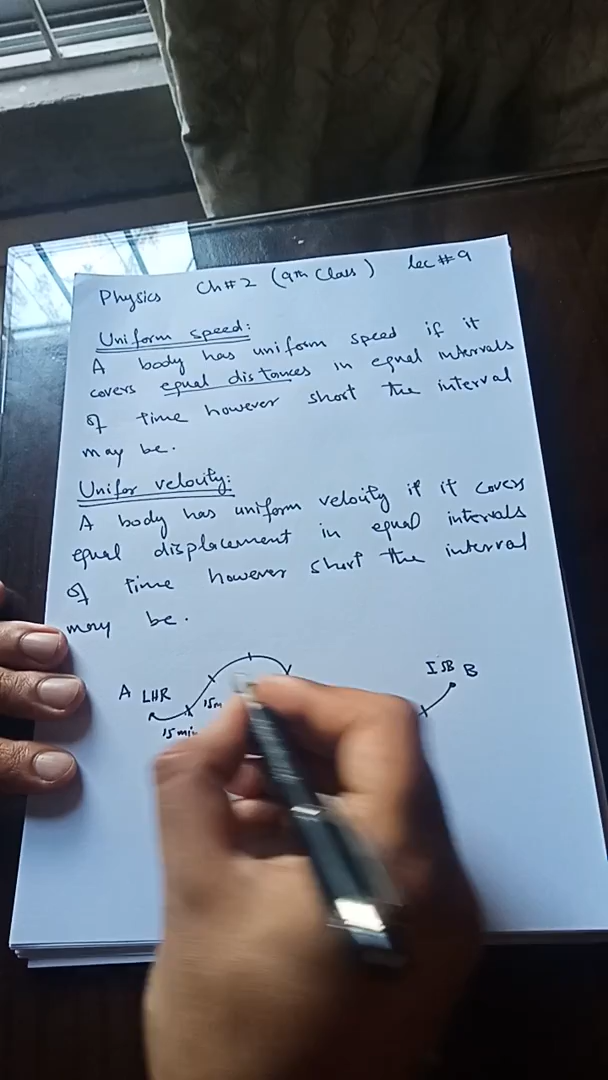 Physics Ch#2 (9th Class) lec #9
Uniform speed:
A body has uniform speed if it
covers equal distances in equal intervals
of time however short the interval
may be.
Unifor velocity:
A body has uniform velocity if it covers
equal displacement in equal intervals
of time however short the interval
may be.
A LHR
ISB B
15m
15min